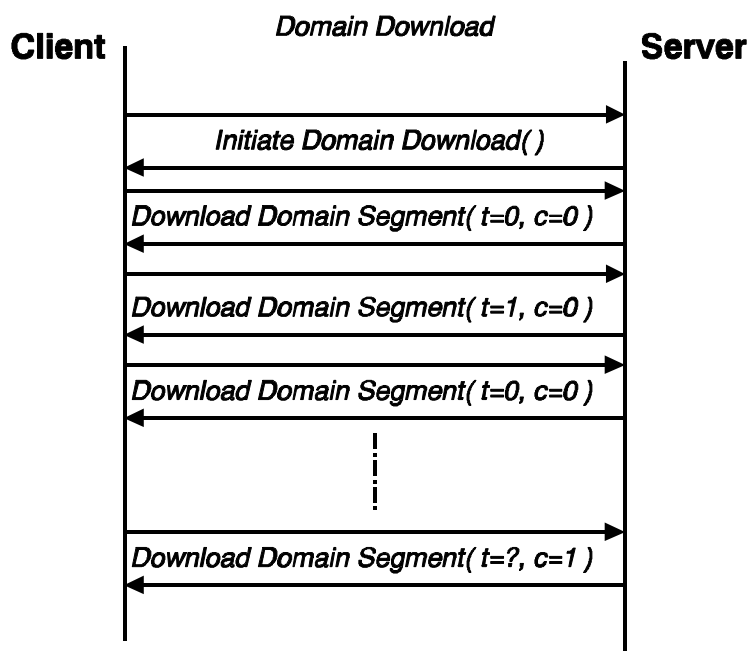 Domain Download
Client
Server
Initiate Domain Download( )
Download Domain Segment( t=0, c=0 )
Download Domain Segment( t=1, c=0 )
Download Domain Segment( t=0, c=0 )
Download Domain Segment( t=?, c=1 )